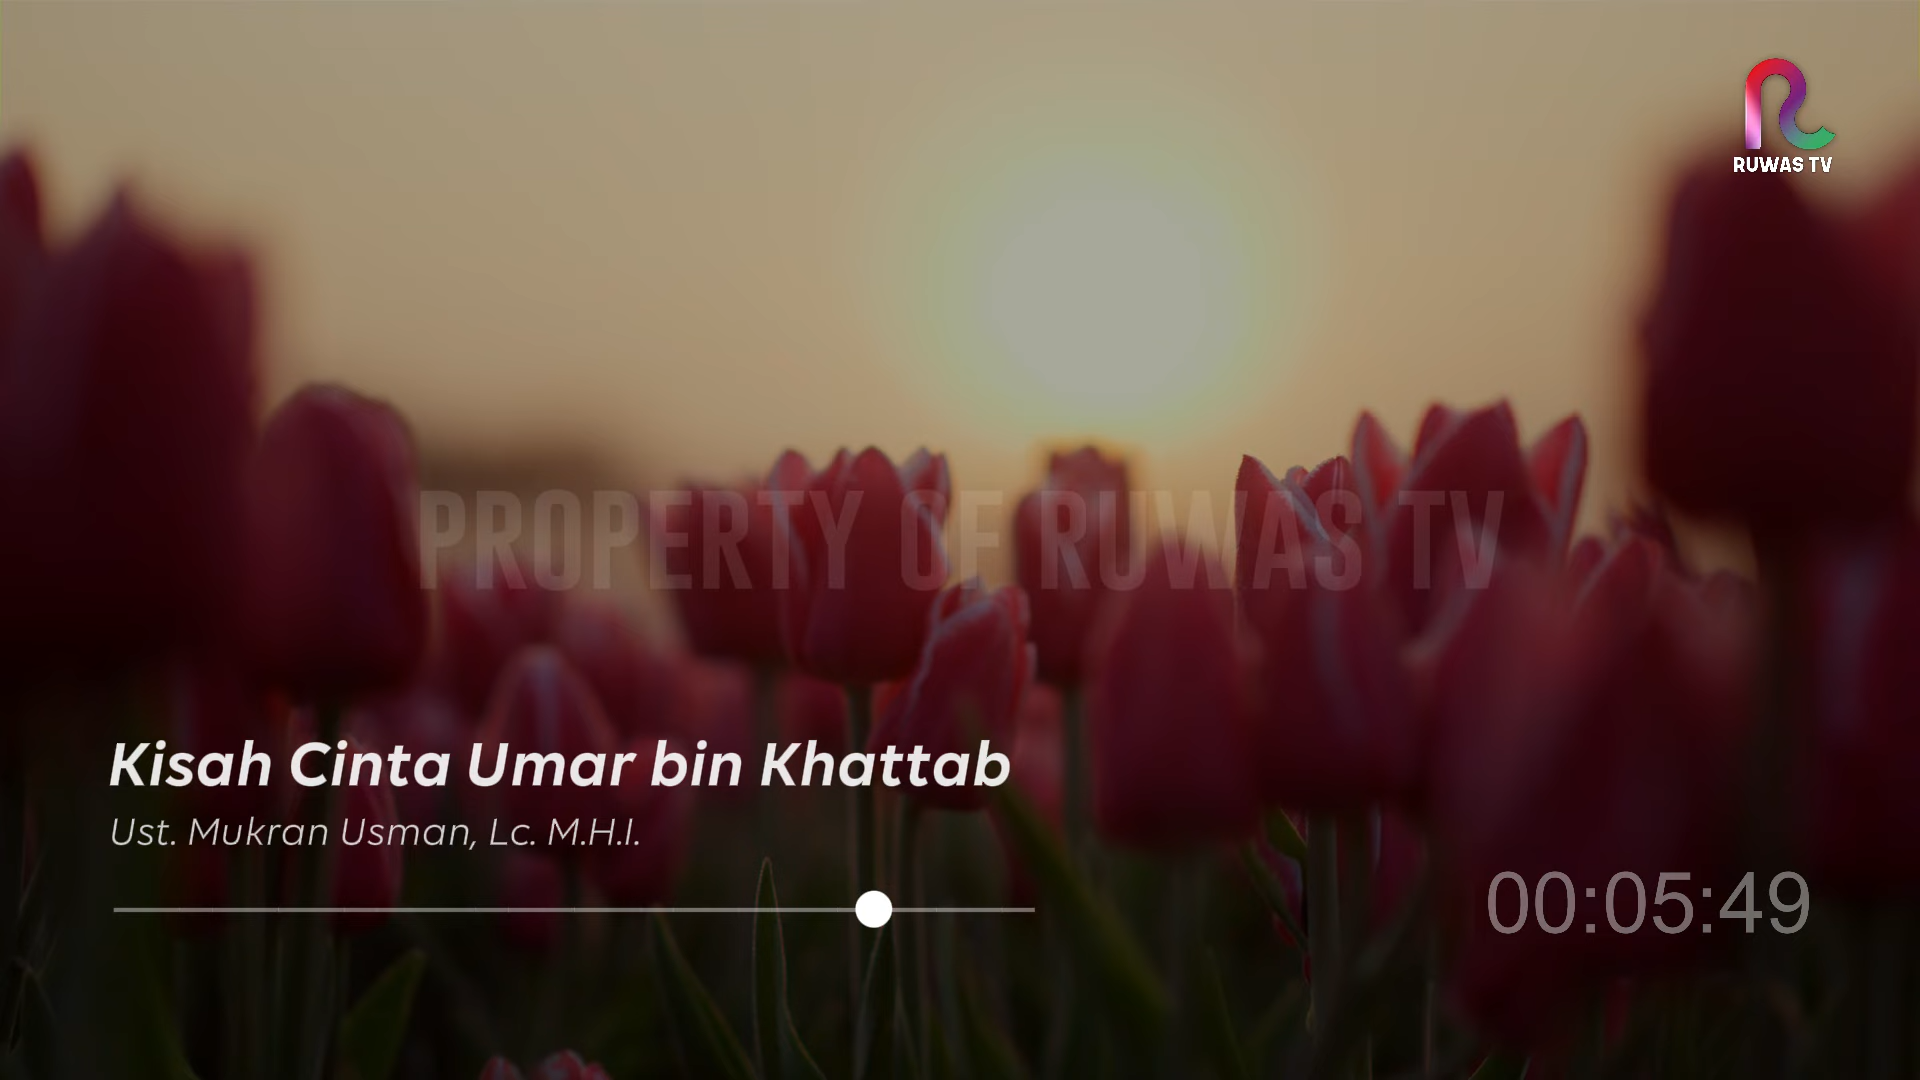 RUWAS TV
PROPERTY OF RUWAS TV
Kisah Cinta Umar bin Khattab
Ust. Mukran Usman, Lc. M.H.I.
00:05:49